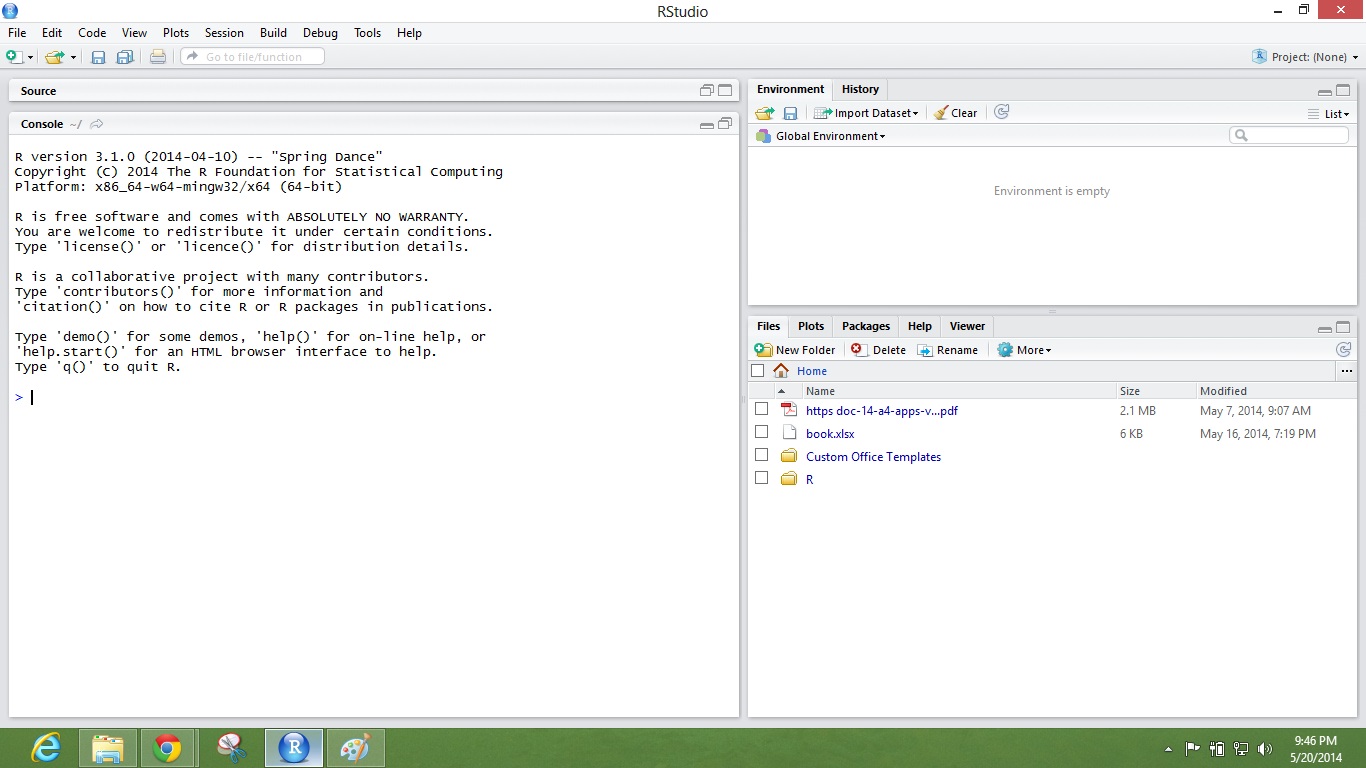 RStudio
File Edit Code View Plots Session Build Debug Tools Help
Go to file/function
Project: (None)
Source
Console ~/
R version 3.1.0 (2014-04-10) -- "Spring Dance"
Copyright (C) 2014 The R Foundation for Statistical Computing
Platform: x86_64-w64-mingw32/x64 (64-bit)
R is free software and comes with ABSOLUTELY NO WARRANTY.
You are welcome to redistribute it under certain conditions.
Type 'license()' or 'licence()' for distribution details.
R is a collaborative project with many contributors.
Type 'contributors()' for more information and
'citation()' on how to cite R or R packages in publications.
Type 'demo()' for some demos, 'help()' for on-line help, or
'help.start()' for an HTML browser interface to help.
Type 'q()' to quit R.
>
Environment History
Import Dataset Clear List
Global Environment
Environment is empty
Files Plots Packages Help Viewer
New Folder Delete Rename More
Home ...
Name Size Modified
https doc-14-a4-apps-v...pdf 2.1 MB May 7, 2014, 9:07 AM
book.xlsx 6 KB May 16, 2014, 7:19 PM
Custom Office Templates
R
9:46 PM
5/20/2014